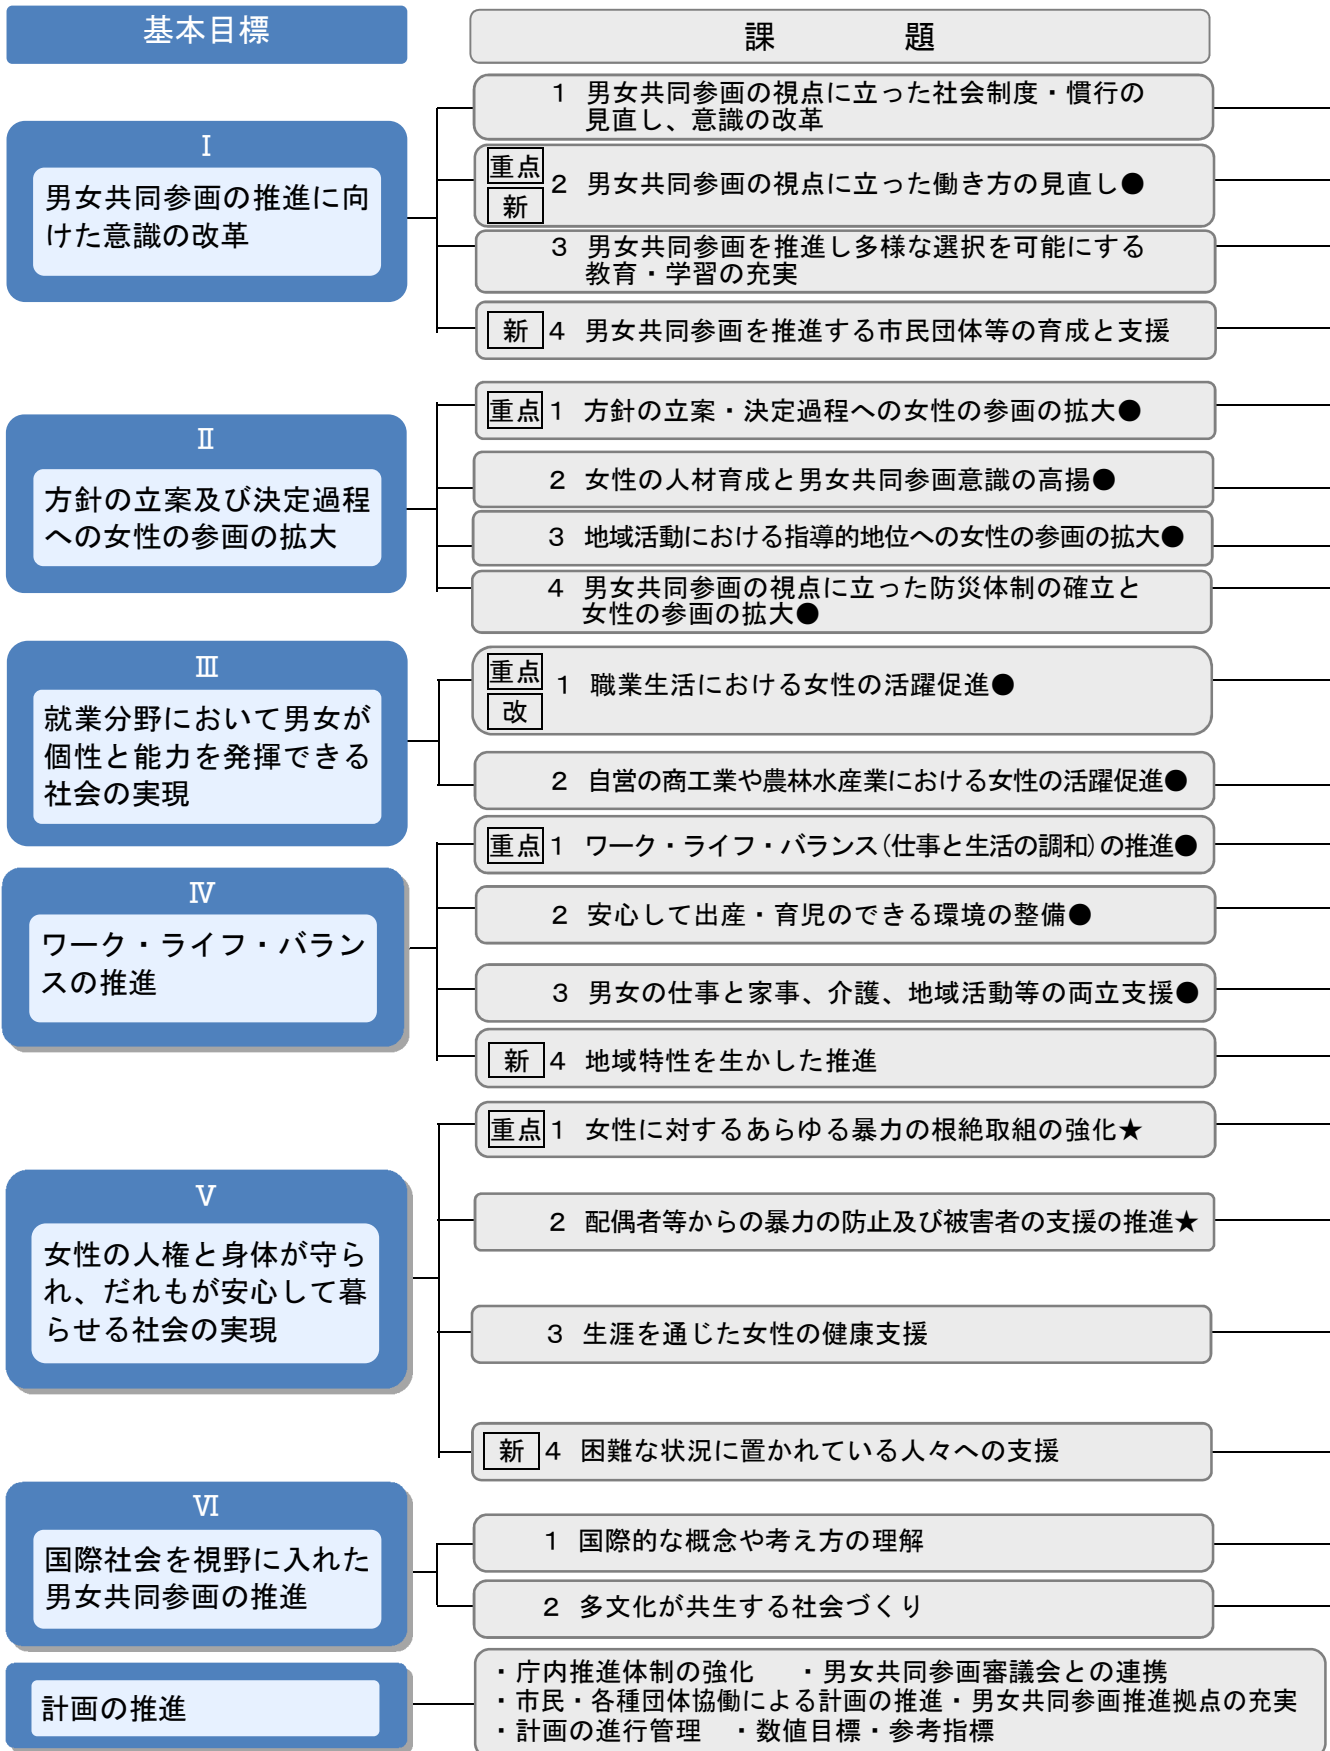 基本目標
課　　題
Ⅰ
男女共同参画の推進に向
けた意識の改革
1 男女共同参画の視点に立った社会制度・慣行の
見直し、意識の改革
重点
新
2 男女共同参画の視点に立った働き方の見直し●
3 男女共同参画を推進し多様な選択を可能にする
教育・学習の充実
新 4 男女共同参画を推進する市民団体等の育成と支援
Ⅱ
方針の立案及び決定過程
への女性の参画の拡大
重点 1 方針の立案・決定過程への女性の参画の拡大●
2 女性の人材育成と男女共同参画意識の高揚●
3 地域活動における指導的地位への女性の参画の拡大●
4 男女共同参画の視点に立った防災体制の確立と
女性の参画の拡大●
Ⅲ
就業分野において男女が
個性と能力を発揮できる
社会の実現
重点
改
1 職業生活における女性の活躍促進●
2 自営の商工業や農林水産業における女性の活躍促進●
Ⅳ
ワーク・ライフ・バラン
スの推進
重点 1 ワーク・ライフ・バランス(仕事と生活の調和)の推進●
2 安心して出産・育児のできる環境の整備●
3 男女の仕事と家事、介護、地域活動等の両立支援●
新 4 地域特性を生かした推進
Ⅴ
女性の人権と身体が守ら
れ、だれもが安心して暮
らせる社会の実現
重点 1 女性に対するあらゆる暴力の根絶取組の強化★
2 配偶者等からの暴力の防止及び被害者の支援の推進★
3 生涯を通じた女性の健康支援
新 4 困難な状況に置かれている人々への支援
Ⅵ
国際社会を視野に入れた
男女共同参画の推進
1 国際的な概念や考え方の理解
2 多文化が共生する社会づくり
計画の推進
・庁内推進体制の強化　・男女共同参画審議会との連携
・市民・各種団体協働による計画の推進・男女共同参画推進拠点の充実
・計画の進行管理　・数値目標・参考指標